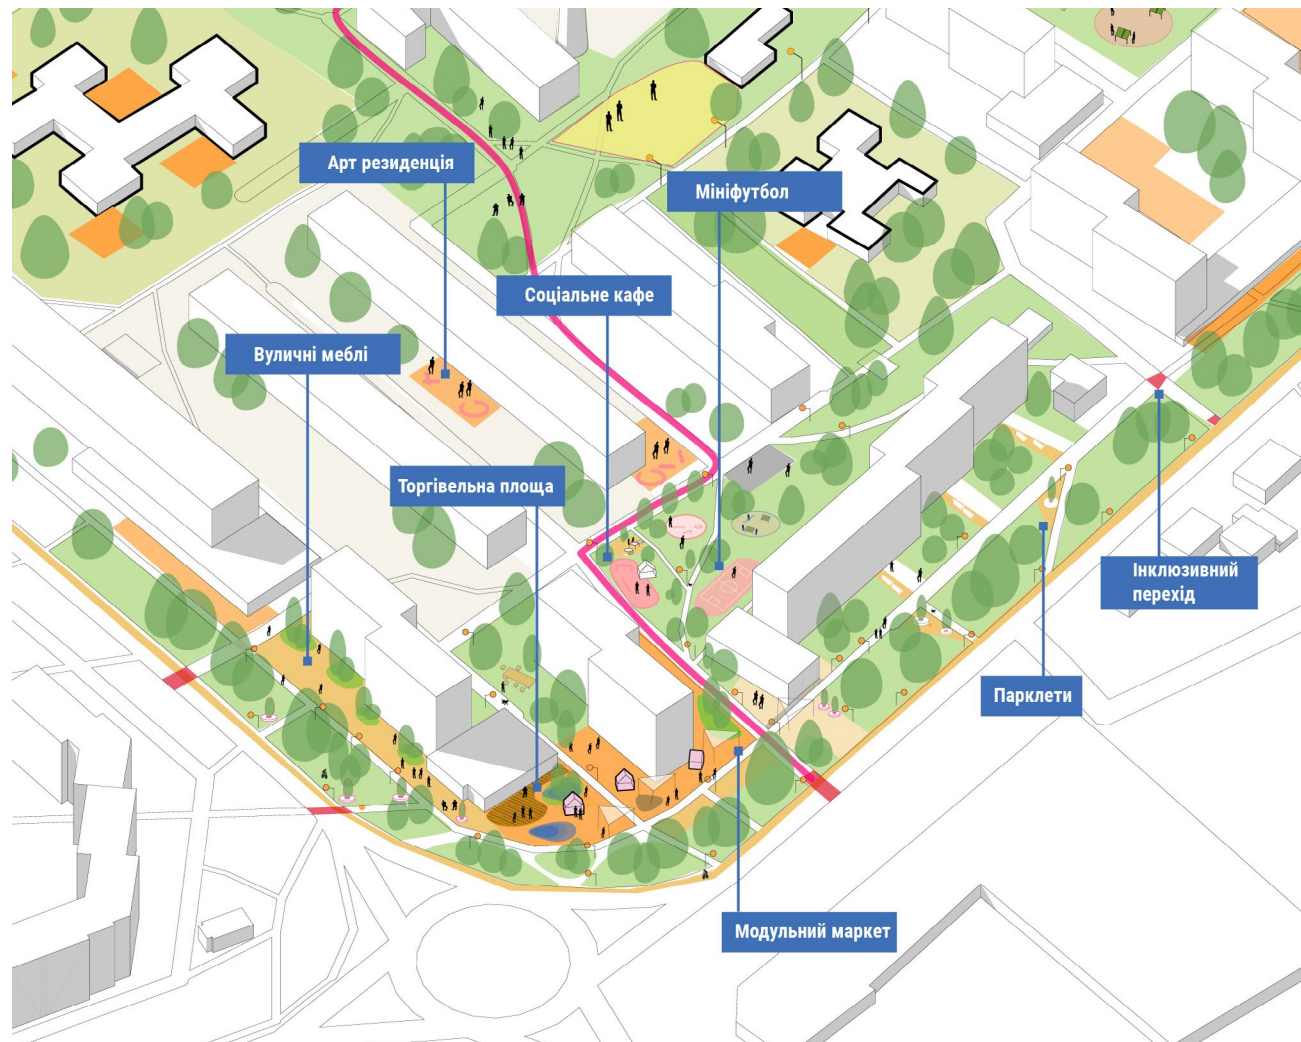 Арт резиденція
Мініфутбол
Соціальне кафе
Вуличні меблі
Торгівельна площа
Інклюзивний
перехід
Парклети
Модульний маркет